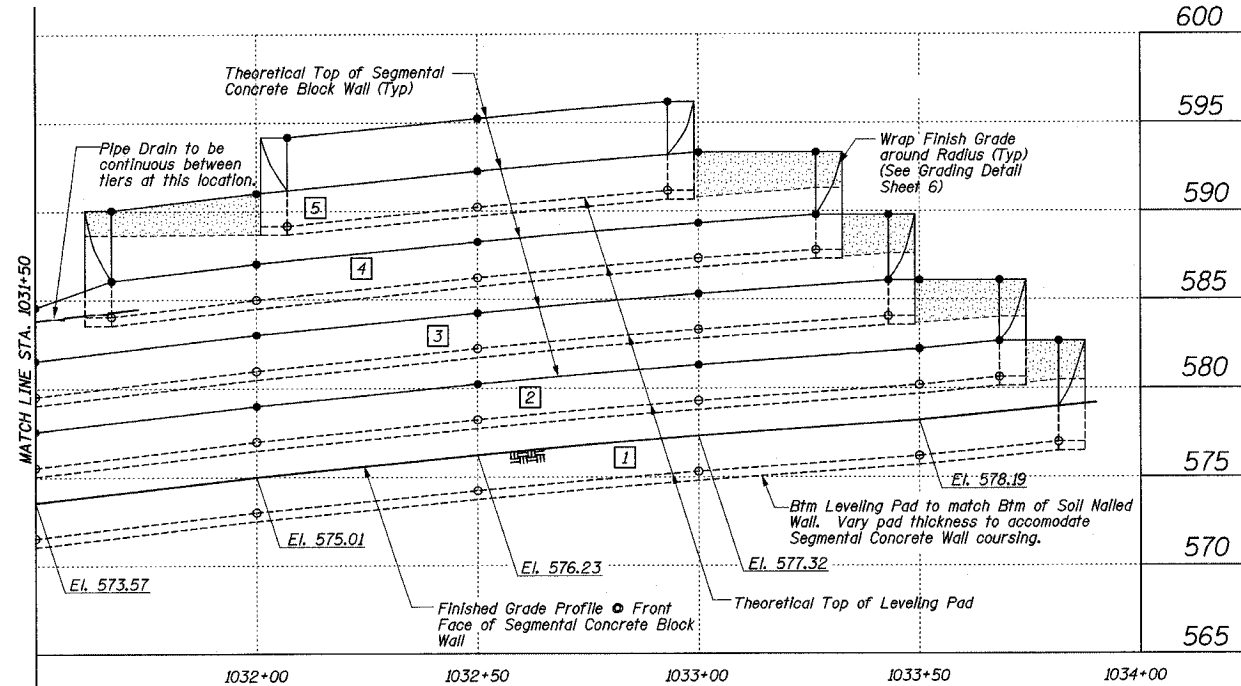 600
Theoretical Top of Segmental
Concrete Block Wall (Typ)
595
Pipe Drain to be
continuous between
tiers at this location.
Wrap Finish Grade
around Radius (Typ)
(See Grading Detail
Sheet 6)
590
5
4
585
3
MATCH LINE STA. 1031+50
580
2
1
575
El. 578.19
Btm Leveling Pad to match Btm of Soil Nailed
Wall. Vary pad thickness to accomodate
Segmental Concrete Wall coursing.
El. 575.01
El. 576.23
El. 577.32
570
El. 573.57
Finished Grade Profile @ Front
Face of Segmental Concrete Block
Wall
Theoretical Top of Leveling Pad
565
1032+00
1032+50
1033+00
1033+50
1034+00